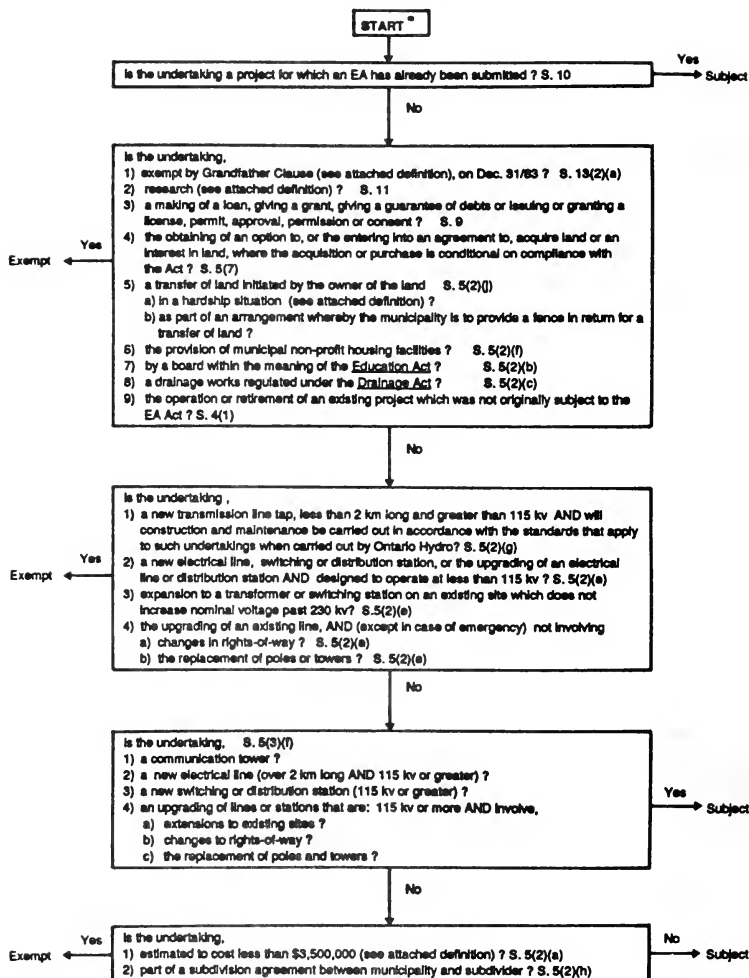 START *
Yes
Is the undertaking a project for which an EA has already been submitted ? S. 10
Subject
No
Is the undertaking,
1) exempt by Grandfather Clause (see attached definition), on Dec. 31/83 ? S. 13(2)(a)
2) research (see attached definition) ? S. 11
3) a making of a loan, giving a grant, giving a guarantee of debts or issuing or granting a
license, permit, approval, permission or consent ? S. 9
4) the obtaining of an option to, or the entering into an agreement to, acquire land or an
interest in land, where the acquisition or purchase is conditional on compliance with
the Act ? S. 5(7)
5) a transfer of land initiated by the owner of the land S. 5(2)(j)
a) in a hardship situation (see attached definition) ?
b) as part of an arrangement whereby the municipality is to provide a fence in return for a
transfer of land ?
6) the provision of municipal non-profit housing facilities ? S. 5(2)(f)
7) by a board within the meaning of the Education Act ? S. 5(2)(b)
8) a drainage works regulated under the Drainage Act ? S. 5(2)(c)
9) the operation or retirement of an existing project which was not originally subject to the
EA Act ? S. 4(1)
Yes
Exempt
No
Is the undertaking ,
1) a new transmission line tap, less than 2 km long and greater than 115 kv AND will
construction and maintenance be carried out in accordance with the standards that apply
to such undertakings when carried out by Ontario Hydro? S. 5(2)(g)
2) a new electrical line, switching or distribution station, or the upgrading of an electrical
line or distribution station AND designed to operate at less than 115 kv ? S. 5(2)(e)
3) expansion to a transformer or switching station on an existing site which does not
increase nominal voltage past 230 kv? S.5(2)(e)
4) the upgrading of an existing line, AND (except in case of emergency) not involving
a) changes in rights-of-way ? S. 5(2)(e)
b) the replacement of poles or towers ? S. 5(2)(e)
Yes
Exempt
No
Is the undertaking, S. 5(3)(f)
1) a communication tower ?
2) a new electrical line (over 2 km long AND 115 kv or greater) ?
3) a new switching or distribution station (115 kv or greater) ?
4) an upgrading of lines or stations that are: 115 kv or more AND involve,
a) extensions to existing sites ?
b) changes to rights-of-way ?
c) the replacement of poles and towers ?
Yes
Subject
No
Yes
Exempt
Is the undertaking,
1) estimated to cost less than $3,500,000 (see attached definition) ? S. 5(2)(a)
2) part of a subdivision agreement between municipality and subdivider ? S. 5(2)(h)
No
Subject